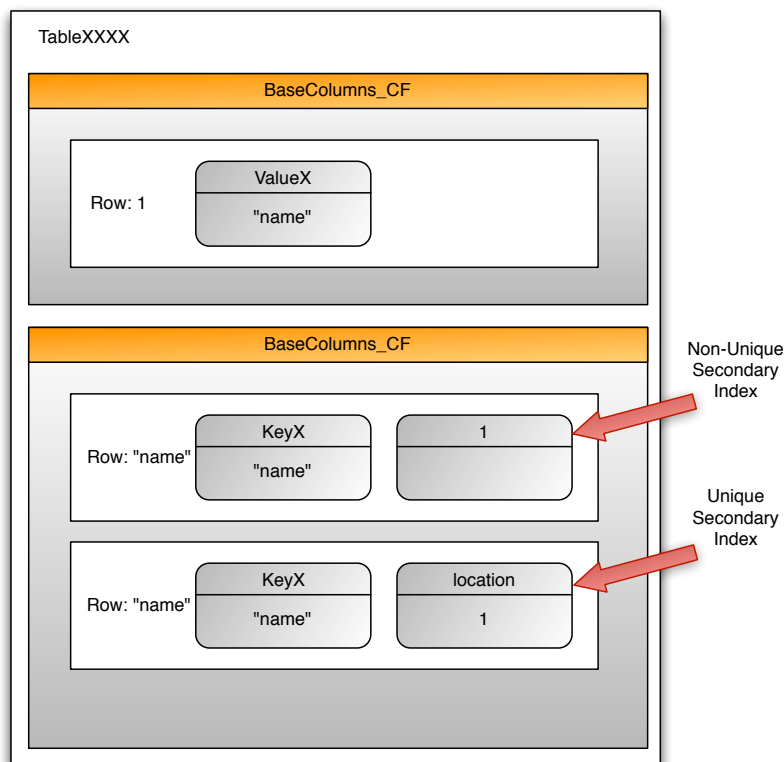 TableXXXX
BaseColumns_CF
Row: 1
ValueX
"name"
BaseColumns_CF
Row: "name"
KeyX
"name"
1
Non-Unique
Secondary
Index
Row: "name"
KeyX
"name"
location
1
Unique
Secondary
Index